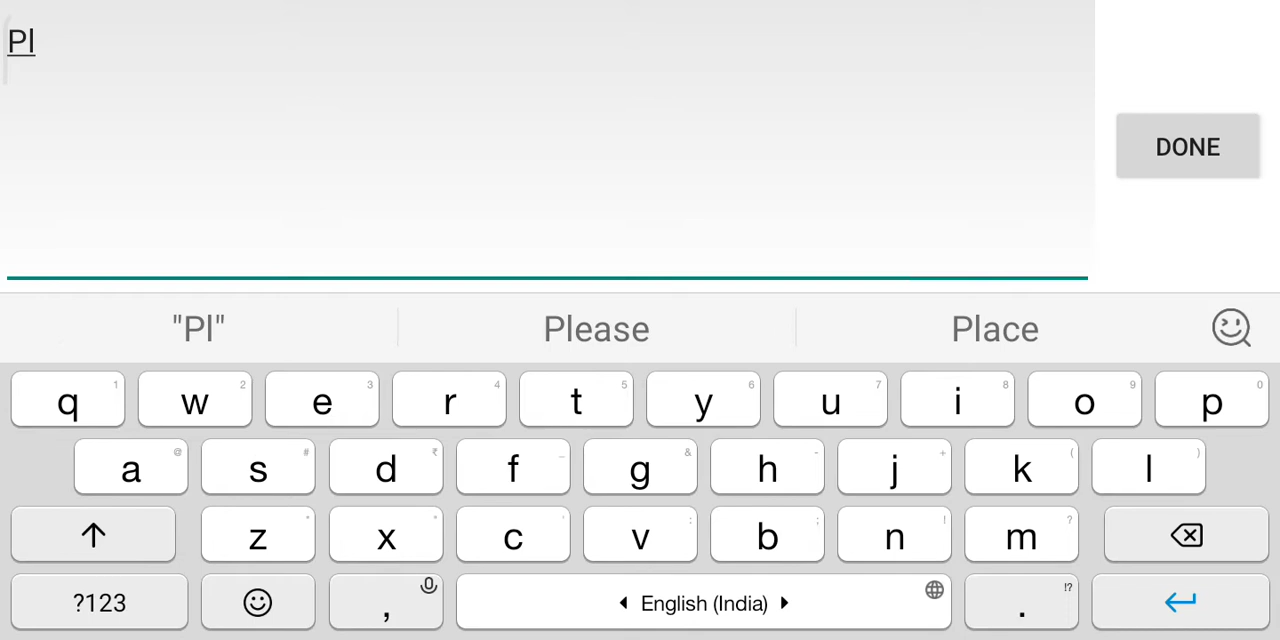 Pl
DONE
"Pl" Please Place
q 1 w 2 e 3 r 4 t 5 y 6 u 7 i 8 o 9 p 0
a @ s # d ₹ f _ g & h - j + k ( l )
z x c v : b ; n ! m ?
?123 , English (India) . !?